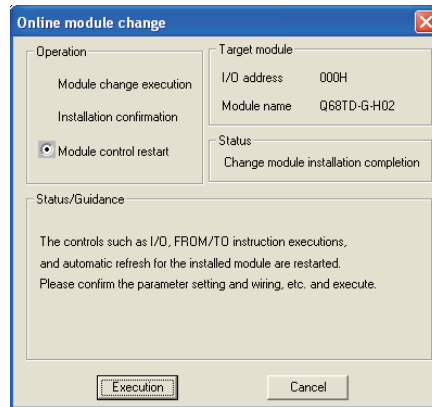 Online module change
Operation
Module change execution
Installation confirmation
Module control restart
Target module
I/O address 000H
Module name Q68TD-G-H02
Status
Change module installation completion
Status/Guidance
The controls such as I/O, FROM/TO instruction executions,
and automatic refresh for the installed module are restarted.
Please confirm the parameter setting and wiring, etc. and execute.
Execution
Cancel